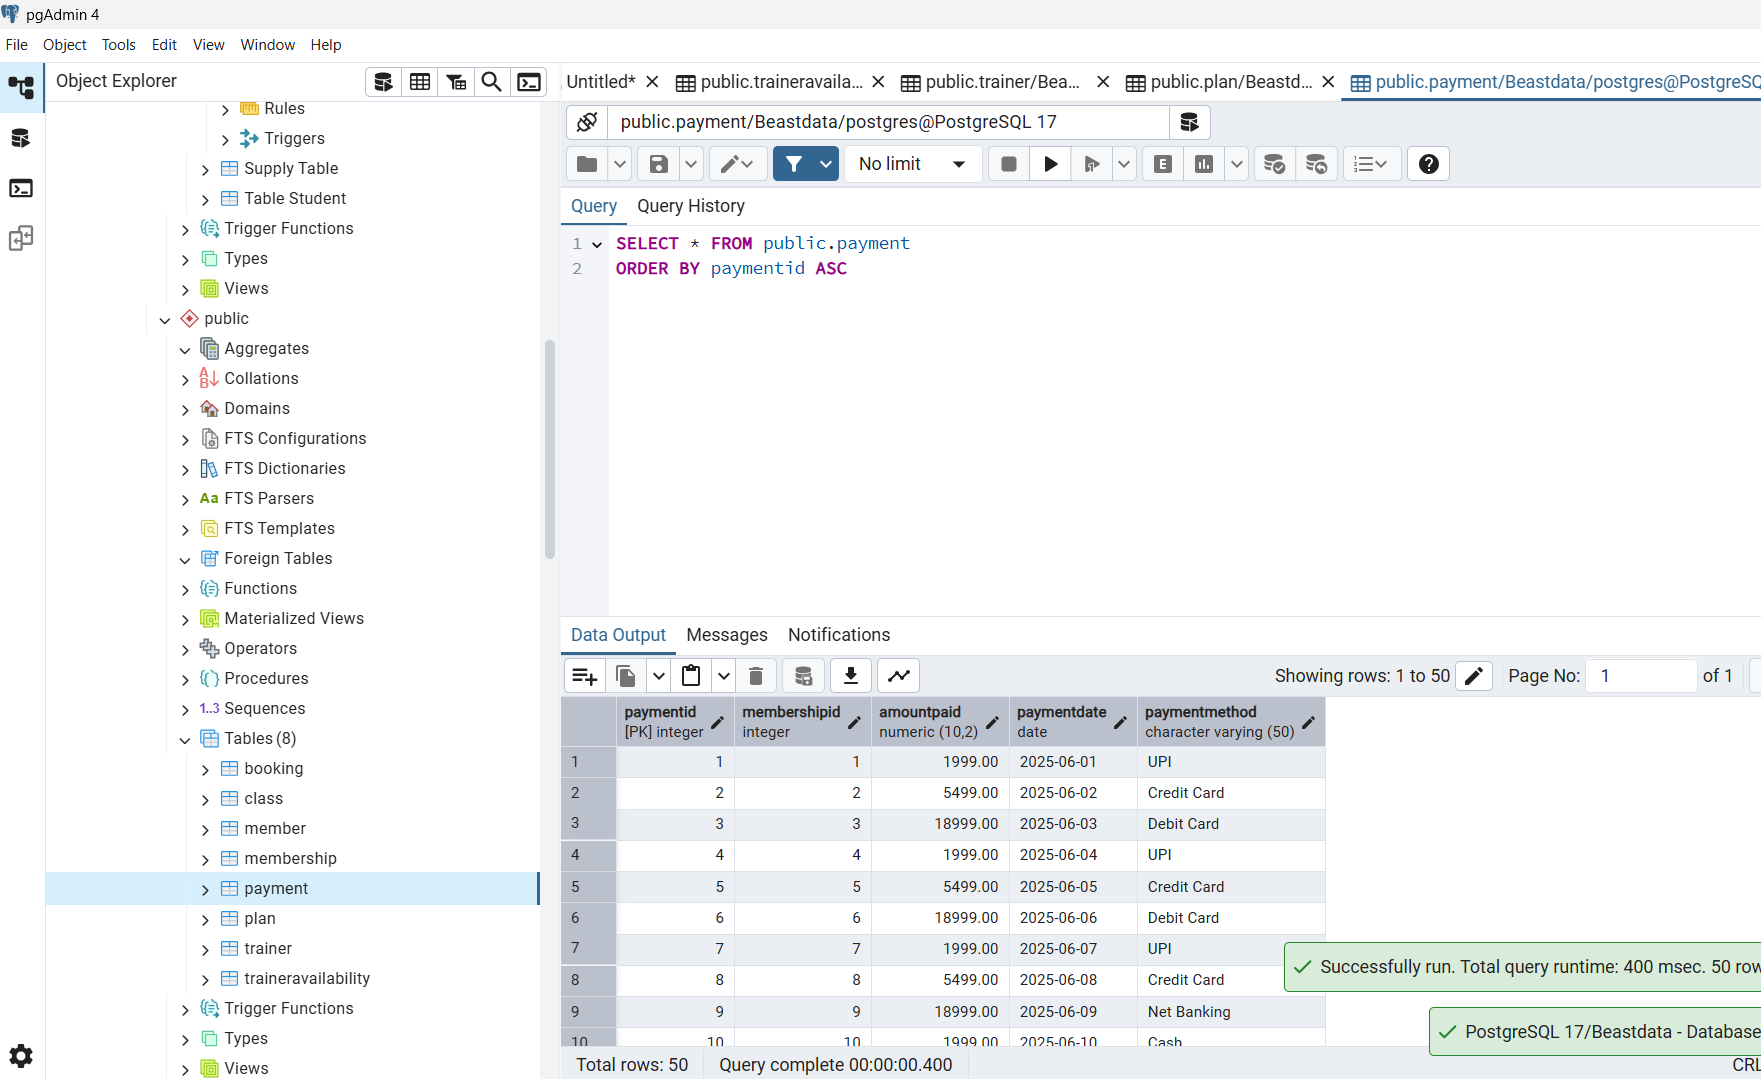 pgAdmin 4
File Object Tools Edit View Window Help
Object Explorer
Rules
Triggers
Supply Table
Table Student
Trigger Functions
Types
Views
public
Aggregates
Collations
Domains
FTS Configurations
FTS Dictionaries
Aa FTS Parsers
FTS Templates
Foreign Tables
Functions
Materialized Views
Operators
Procedures
1..3 Sequences
Tables (8)
booking
class
member
membership
payment
plan
trainer
traineravailability
Trigger Functions
Types
Views
Untitled* public.traineravaila... public.trainer/Bea... public.plan/Beastd... public.payment/Beastdata/postgres@PostgreSQ
public.payment/Beastdata/postgres@PostgreSQL 17
No limit E
Query Query History
1 SELECT * FROM public.payment
2 ORDER BY paymentid ASC
Data Output Messages Notifications
Showing rows: 1 to 50 Page No: 1 of 1
paymentid membershipid amountpaid paymentdate paymentmethod
[PK] integer integer numeric (10,2) date character varying (50)
1 1 1 1999.00 2025-06-01 UPI
2 2 2 5499.00 2025-06-02 Credit Card
3 3 3 18999.00 2025-06-03 Debit Card
4 4 4 1999.00 2025-06-04 UPI
5 5 5 5499.00 2025-06-05 Credit Card
6 6 6 18999.00 2025-06-06 Debit Card
7 7 7 1999.00 2025-06-07 UPI
8 8 8 5499.00 2025-06-08 Credit Card
9 9 9 18999.00 2025-06-09 Net Banking
10 10 10 1999.00 2025-06-10 Cash
Successfully run. Total query runtime: 400 msec. 50 row
PostgreSQL 17/Beastdata - Database
Total rows: 50 Query complete 00:00:00.400 CRL